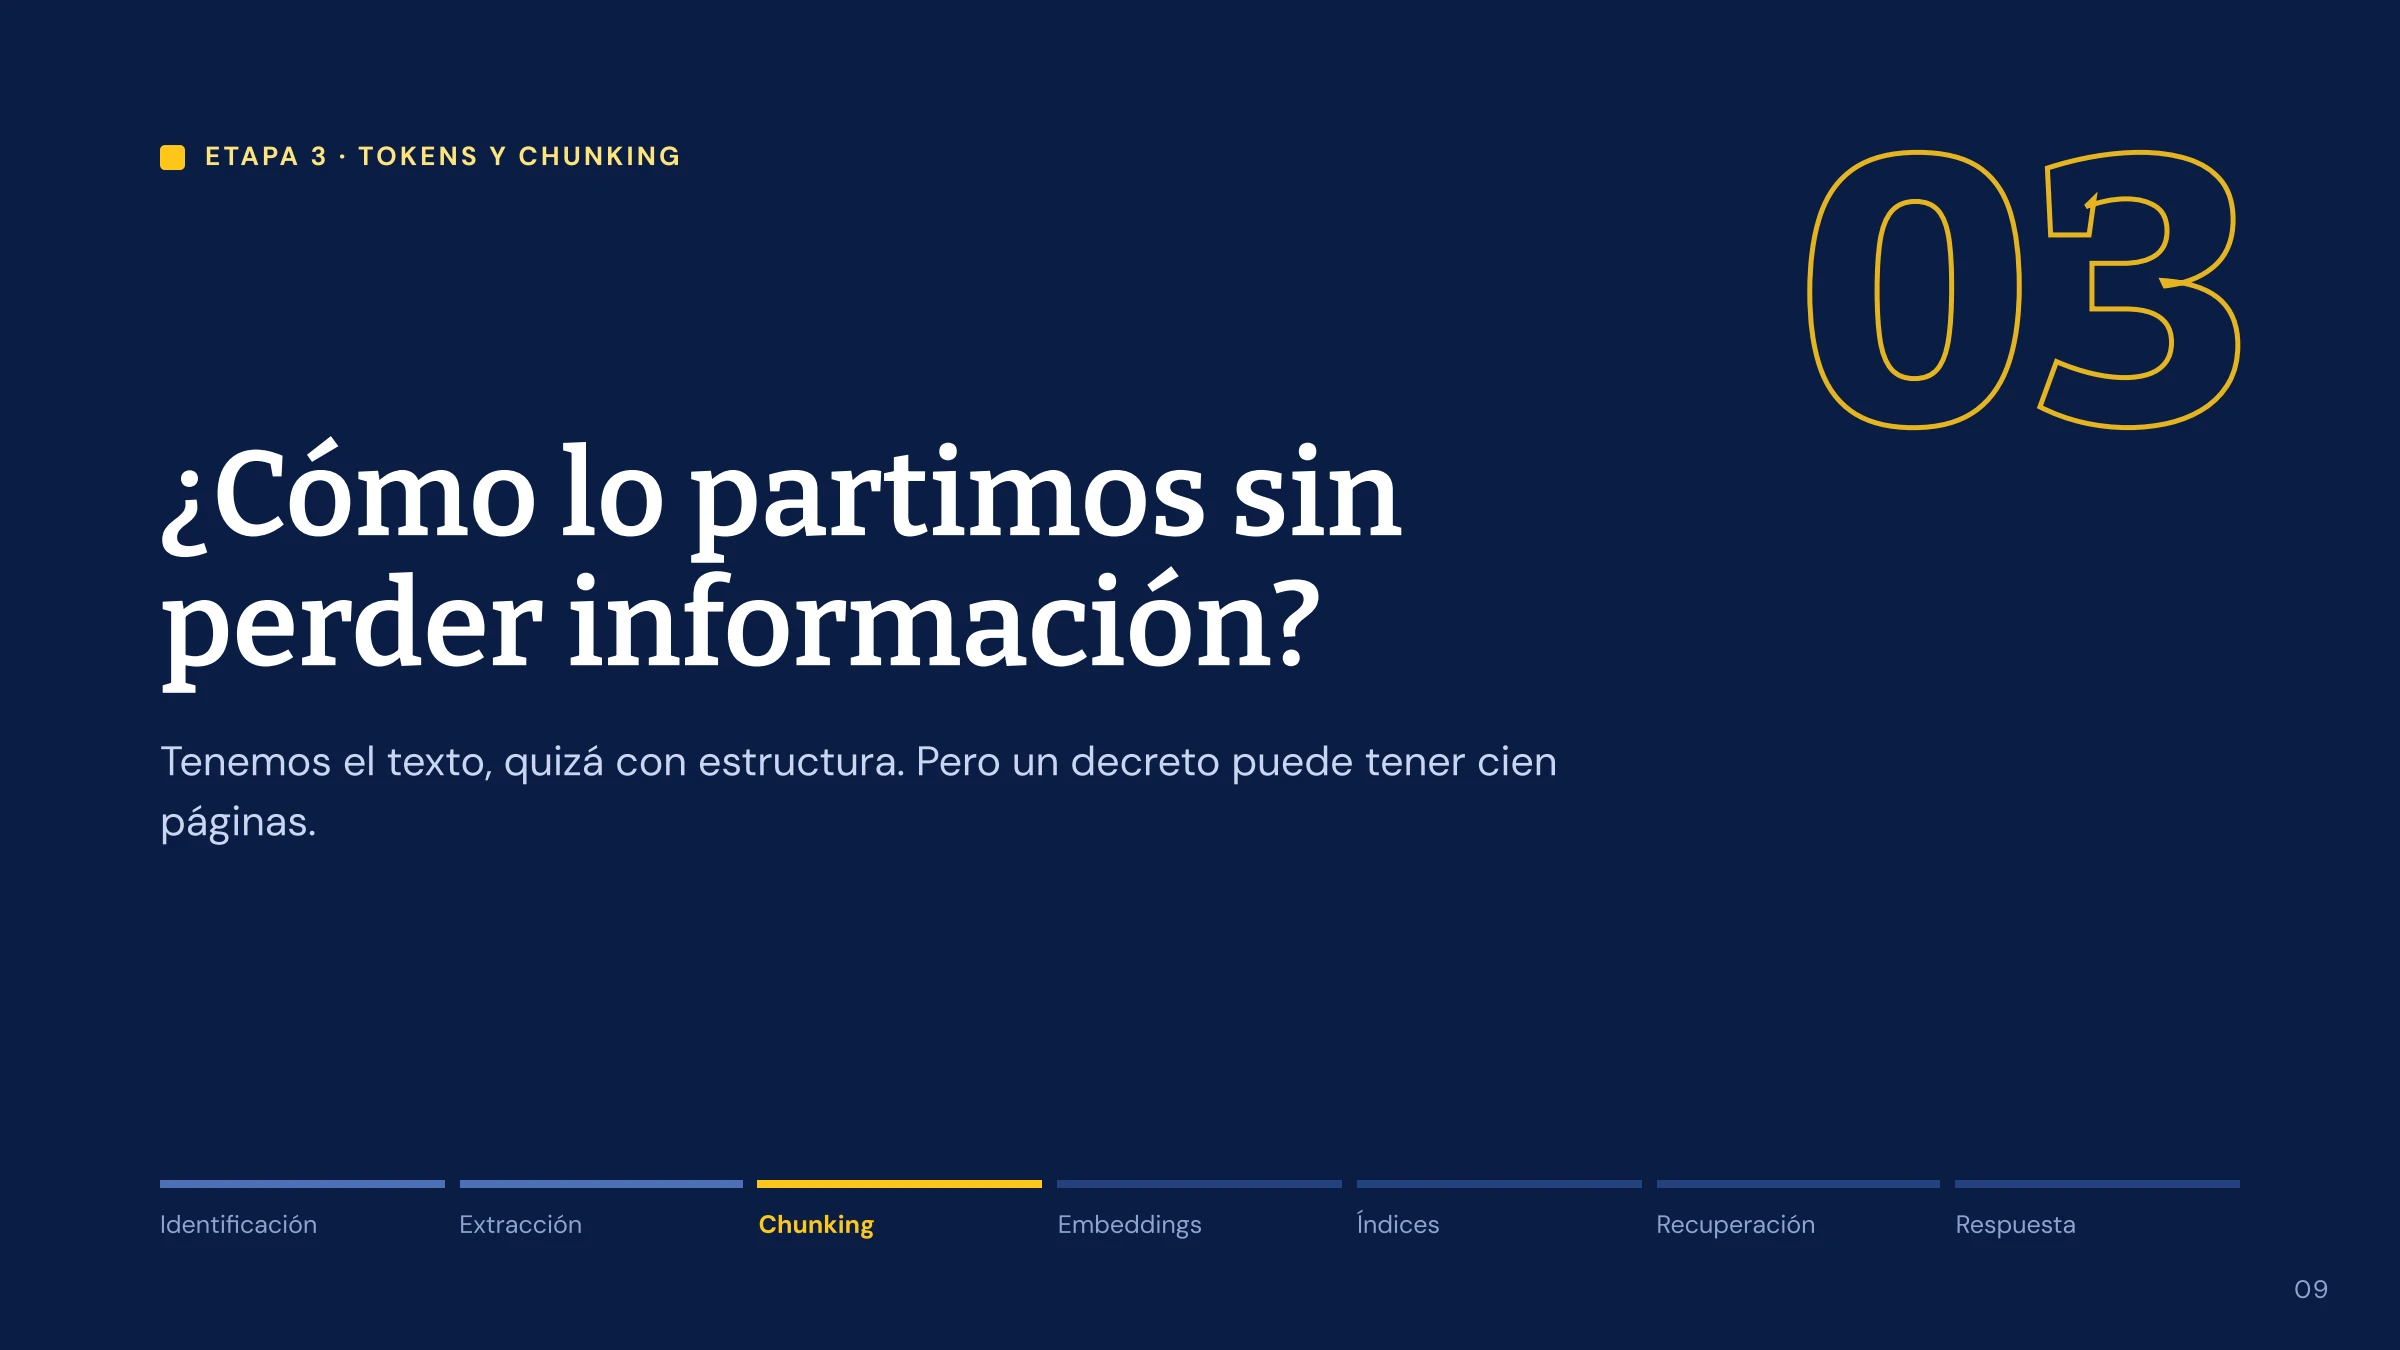 ETAPA 3 · TOKENS Y CHUNKING
03
¿Cómo lo partimos sin
perder información?
Tenemos el texto, quizá con estructura. Pero un decreto puede tener cien
páginas.
Identificación
Extracción
Chunking
Embeddings
Índices
Recuperación
Respuesta
09